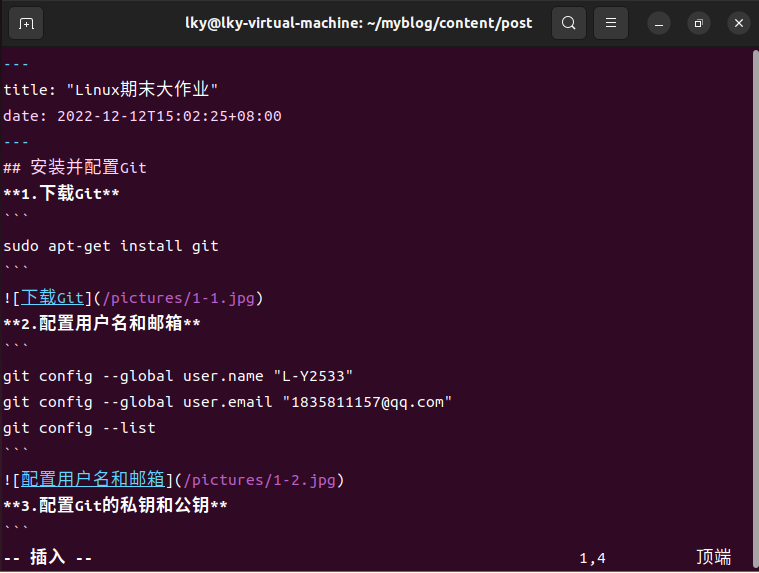 lky@lky-virtual-machine: ~/myblog/content/post
---
title: "Linux期末大作业"
date: 2022-12-12T15:02:25+08:00
---
## 安装并配置Git
**1.下载Git**
```
sudo apt-get install git
```
![下载Git](/pictures/1-1.jpg)
**2.配置用户名和邮箱**
```
git config --global user.name "L-Y2533"
git config --global user.email "1835811157@qq.com"
git config --list
```
![配置用户名和邮箱](/pictures/1-2.jpg)
**3.配置Git的私钥和公钥**
```
-- 插入 -- 1,4 顶端